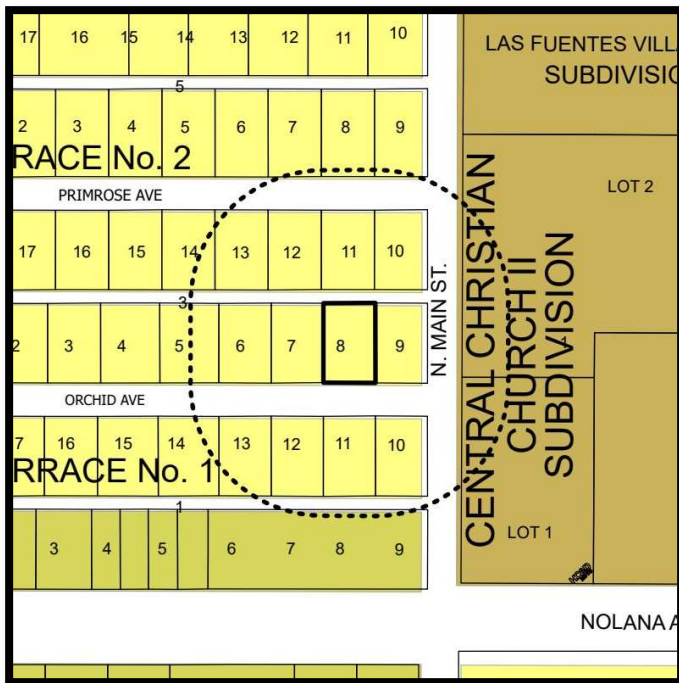 17 16 15 14 13 12 11 10
LAS FUENTES VILL
SUBDIVISIO
5
2 3 4 5 6 7 8 9
RACE No. 2
PRIMROSE AVE
LOT 2
17 16 15 14 13 12 11 10
N. MAIN ST.
CENTRAL CHRISTIAN
CHURCH II
SUBDIVISION
3
2 3 4 5 6 7 8 9
ORCHID AVE
7 16 15 14 13 12 11 10
RRACE No. 1
1
3 4 5 6 7 8 9
LOT 1
NOLANA A